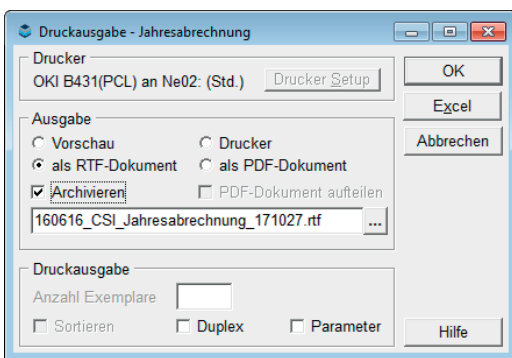 Druckausgabe - Jahresabrechnung
Drucker
OKI B431(PCL) an Ne02: (Std.)
Drucker Setup
OK
Excel
Abbrechen
Ausgabe
Vorschau
Drucker
als RTF-Dokument
als PDF-Dokument
Archivieren
PDF-Dokument aufteilen
160616_CSI_Jahresabrechnung_171027.rtf
...
Druckausgabe
Anzahl Exemplare
Sortieren
Duplex
Parameter
Hilfe